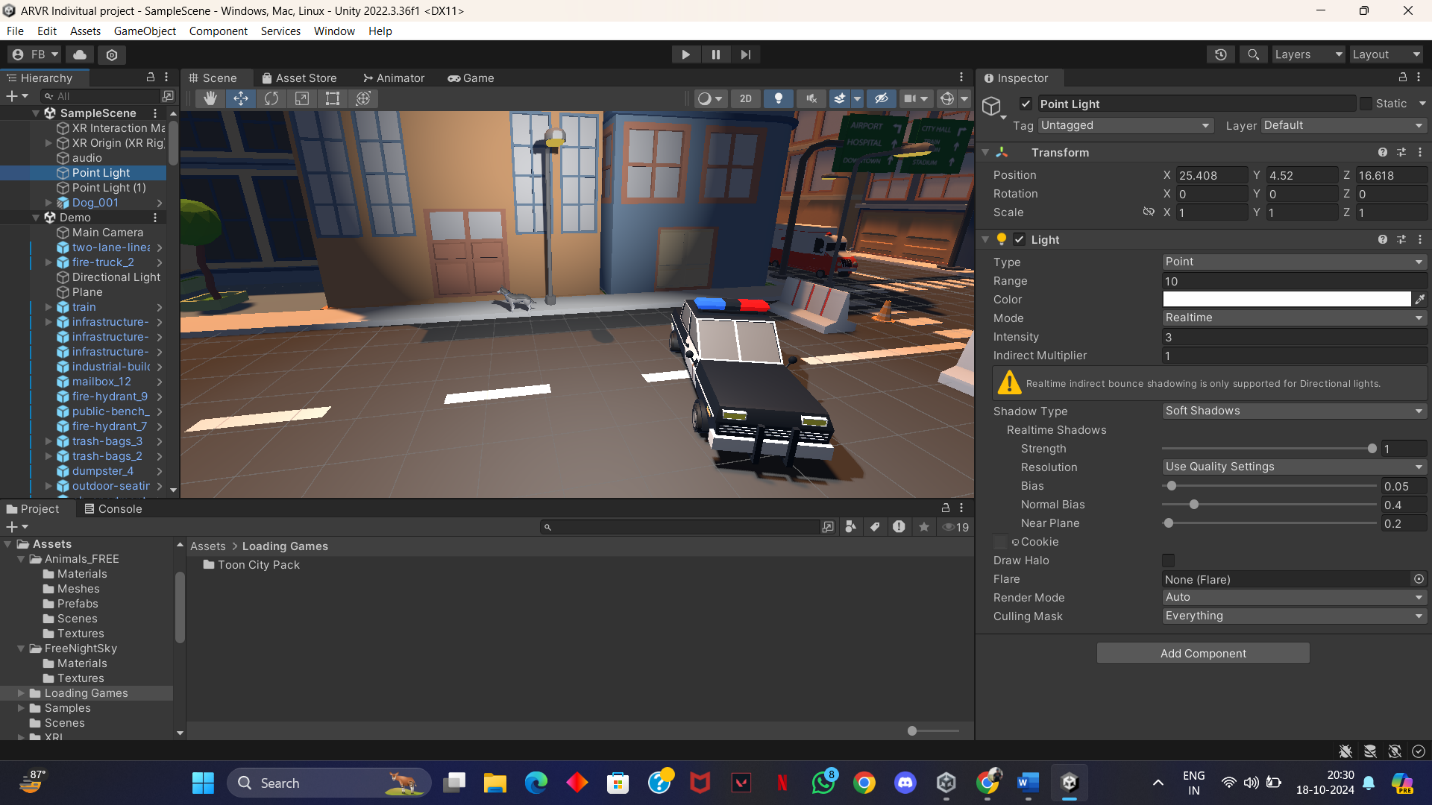 ARVR Indivitual project - SampleScene - Windows, Mac, Linux - Unity 2022.3.36f1 <DX11>
File Edit Assets GameObject Component Services Window Help
FB
Layers Layout
Hierarchy
All
SampleScene
XR Interaction Ma
XR Origin (XR Rig)
audio
Point Light
Point Light (1)
Dog_001
Demo
Main Camera
two-lane-linea
fire-truck_2
Directional Light
Plane
train
infrastructure-
infrastructure-
infrastructure-
industrial-build
mailbox_12
fire-hydrant_9
public-bench_
fire-hydrant_7
trash-bags_3
trash-bags_2
dumpster_4
outdoor-seatin
Scene Asset Store Animator Game
2D
AIRPORT
HOSPITAL
DOWNTOWN
CITY HALL
STADIUM
Inspector
Point Light Static
Tag Untagged Layer Default
Transform
Position X 25.408 Y 4.52 Z 16.618
Rotation X 0 Y 0 Z 0
Scale X 1 Y 1 Z 1
Light
Type Point
Range 10
Color
Mode Realtime
Intensity 3
Indirect Multiplier 1
Realtime indirect bounce shadowing is only supported for Directional lights.
Shadow Type Soft Shadows
Realtime Shadows
Strength 1
Resolution Use Quality Settings
Bias 0.05
Normal Bias 0.4
Near Plane 0.2
Cookie
Draw Halo
Flare None (Flare)
Render Mode Auto
Culling Mask Everything
Add Component
Project Console
19
Assets
Animals_FREE
Materials
Meshes
Prefabs
Scenes
Textures
FreeNightSky
Materials
Textures
Loading Games
Samples
Scenes
XRI
Assets > Loading Games
Toon City Pack
87°
Search
8
ENG
IN
20:30
18-10-2024
PRE